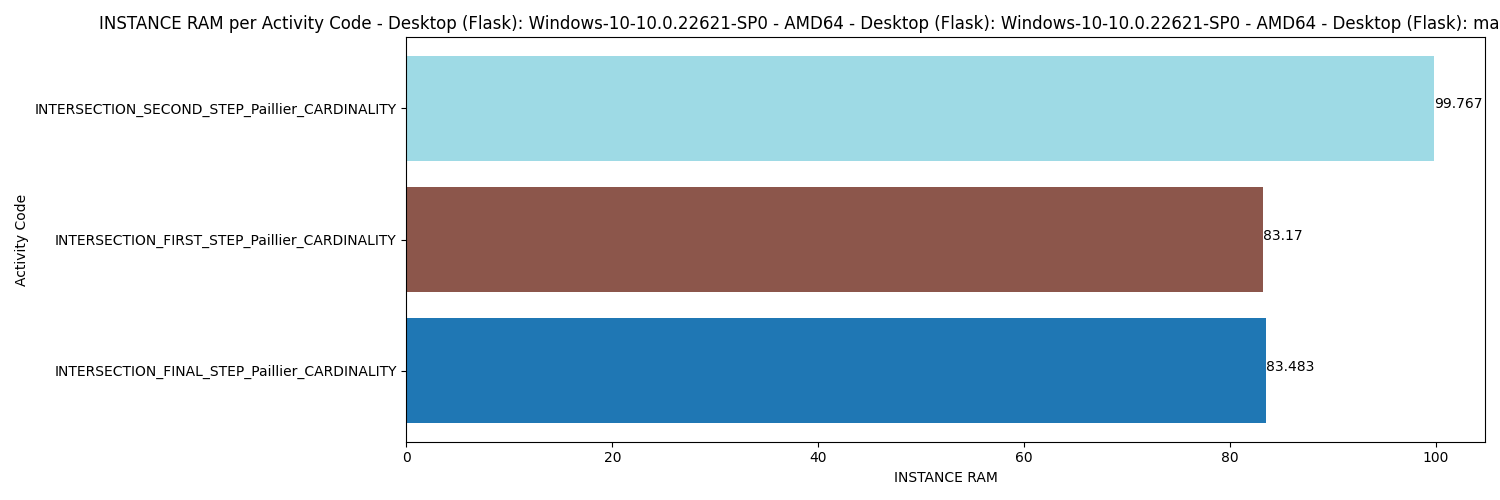 INSTANCE RAM per Activity Code - Desktop (Flask): Windows-10-10.0.22621-SP0 - AMD64 - Desktop (Flask): Windows-10-10.0.22621-SP0 - AMD64 - Desktop (Flask): ma
INTERSECTION_SECOND_STEP_Paillier_CARDINALITY
99.767
INTERSECTION_FIRST_STEP_Paillier_CARDINALITY
83.17
INTERSECTION_FINAL_STEP_Paillier_CARDINALITY
83.483
Activity Code
0 20 40 60 80 100
INSTANCE RAM